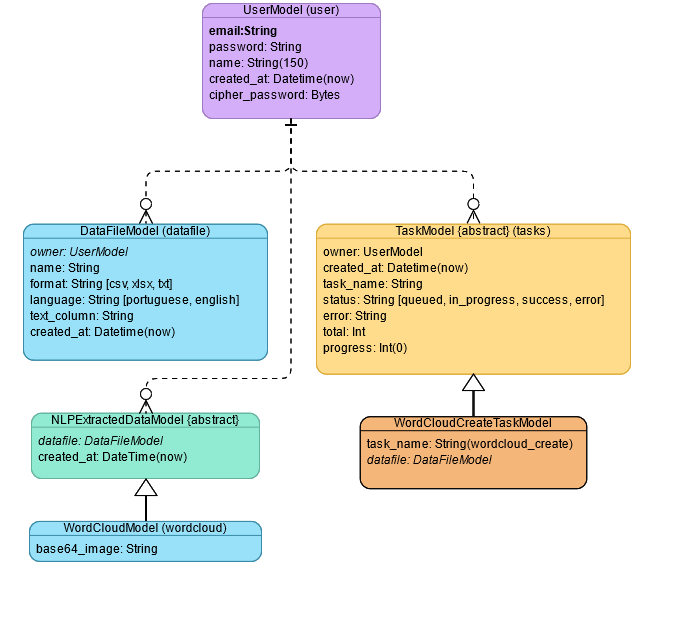 UserModel (user)
email:String
password: String
name: String(150)
created_at: Datetime(now)
cipher_password: Bytes
DataFileModel (datafile)
owner: UserModel
name: String
format: String [csv, xlsx, txt]
language: String [portuguese, english]
text_column: String
created_at: Datetime(now)
TaskModel {abstract} (tasks)
owner: UserModel
created_at: Datetime(now)
task_name: String
status: String [queued, in_progress, success, error]
error: String
total: Int
progress: Int(0)
NLPExtractedDataModel {abstract}
datafile: DataFileModel
created_at: DateTime(now)
WordCloudCreateTaskModel
task_name: String(wordcloud_create)
datafile: DataFileModel
WordCloudModel (wordcloud)
base64_image: String